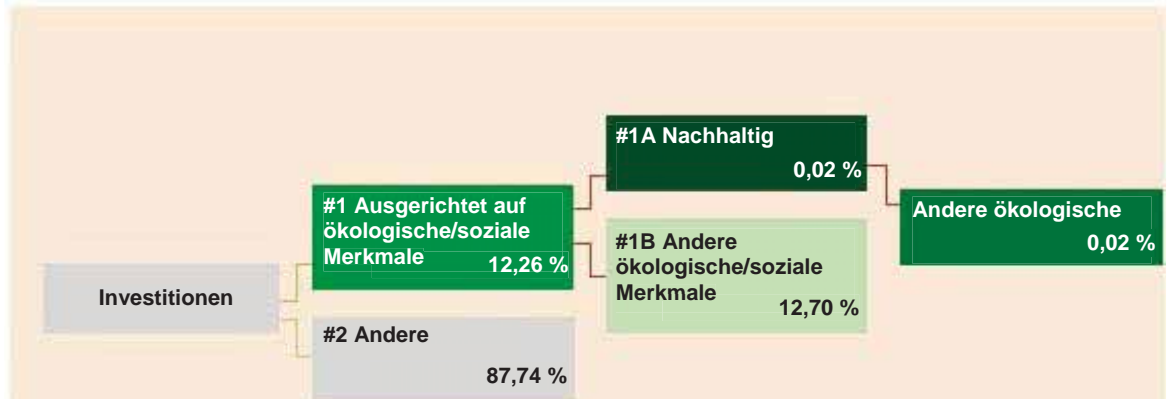 #1A Nachhaltig
0,02 %
#1 Ausgerichtet auf
ökologische/soziale
Merkmale 12,26 %
Andere ökologische
0,02 %
#1B Andere
ökologische/soziale
Merkmale
12,70 %
Investitionen
#2 Andere
87,74 %